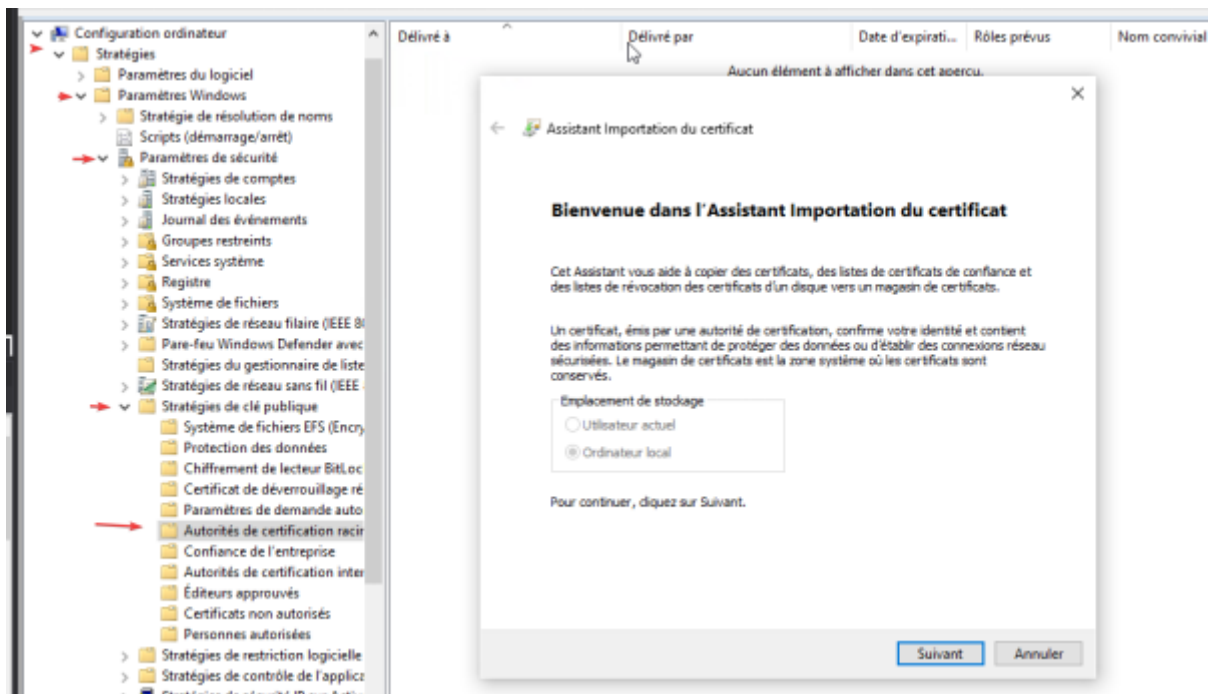 Configuration ordinateur
Stratégies
Paramètres du logiciel
Paramètres Windows
Stratégie de résolution de noms
Scripts (démarrage/arrêt)
Paramètres de sécurité
Stratégies de comptes
Stratégies locales
Journal des événements
Groupes restreints
Services système
Registre
Système de fichiers
Stratégies de réseau filaire (IEEE 80
Pare-feu Windows Defender avec
Stratégies du gestionnaire de liste
Stratégies de réseau sans fil (IEEE
Stratégies de clé publique
Système de fichiers EFS (Encry
Protection des données
Chiffrement de lecteur BitLoc
Certificat de déverrouillage ré
Paramètres de demande auto
Autorités de certification racin
Confiance de l'entreprise
Autorités de certification inter
Éditeurs approuvés
Certificats non autorisés
Personnes autorisées
Stratégies de restriction logicielle
Stratégies de contrôle de l'applica
Délivré à Délivré par Date d'expirati... Rôles prévus Nom convivial
Aucun élément à afficher dans cet aperçu.
Assistant Importation du certificat
Bienvenue dans l'Assistant Importation du certificat
Cet Assistant vous aide à copier des certificats, des listes de certificats de confiance et
des listes de révocation des certificats d'un disque vers un magasin de certificats.
Un certificat, émis par une autorité de certification, confirme votre identité et contient
des informations permettant de protéger des données ou d'établir des connexions réseau
sécurisées. Le magasin de certificats est la zone système où les certificats sont
conservés.
Emplacement de stockage
Utilisateur actuel
Ordinateur local
Pour continuer, cliquez sur Suivant.
Suivant Annuler